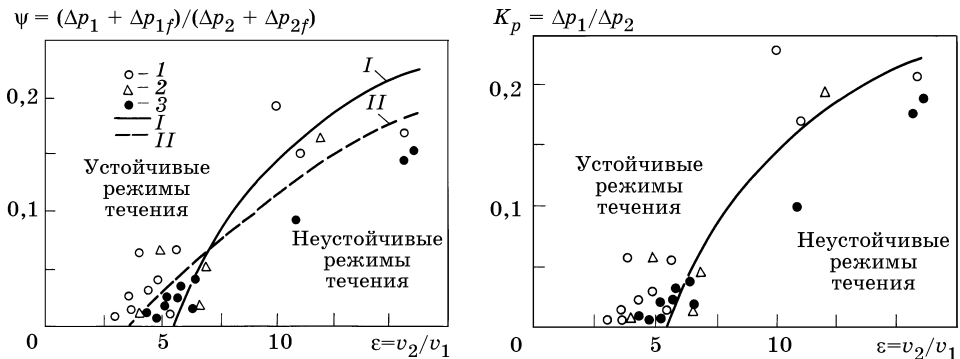 ψ = (Δp₁ + Δp₁f)/(Δp₂ + Δp₂f)
0,2
0,1
0
5
10
ε=v₂/v₁
– 1
– 2
– 3
I
II
I
II
Устойчивые
режимы
течения
Неустойчивые
режимы
течения
Kₚ = Δp₁/Δp₂
0,2
0,1
0
5
10
ε=v₂/v₁
Устойчивые
режимы
течения
Неустойчивые
режимы
течения